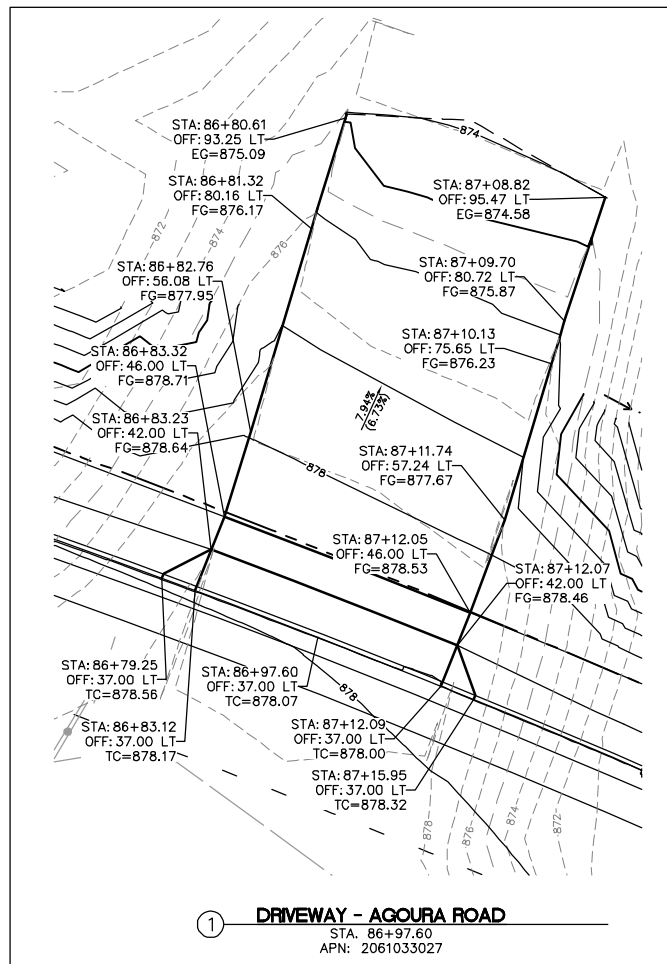 STA: 86+80.61
OFF: 93.25 LT
EG=875.09
874
STA: 86+81.32
OFF: 80.16 LT
FG=876.17
STA: 87+08.82
OFF: 95.47 LT
EG=874.58
872
874
876
STA: 86+82.76
OFF: 56.08 LT
FG=877.95
STA: 87+09.70
OFF: 80.72 LT
FG=875.87
STA: 87+10.13
OFF: 75.65 LT
FG=876.23
STA: 86+83.32
OFF: 46.00 LT
FG=878.71
7.94%
(6.73%)
STA: 86+83.23
OFF: 42.00 LT
FG=878.64
878
STA: 87+11.74
OFF: 57.24 LT
FG=877.67
STA: 87+12.05
OFF: 46.00 LT
FG=878.53
STA: 87+12.07
OFF: 42.00 LT
FG=878.46
STA: 86+79.25
OFF: 37.00 LT
TC=878.56
STA: 86+97.60
OFF: 37.00 LT
TC=878.07
878
STA: 86+83.12
OFF: 37.00 LT
TC=878.17
STA: 87+12.09
OFF: 37.00 LT
TC=878.00
STA: 87+15.95
OFF: 37.00 LT
TC=878.32
878
876
874
872
1
DRIVEWAY - AGOURA ROAD
STA. 86+97.60
APN: 2061033027